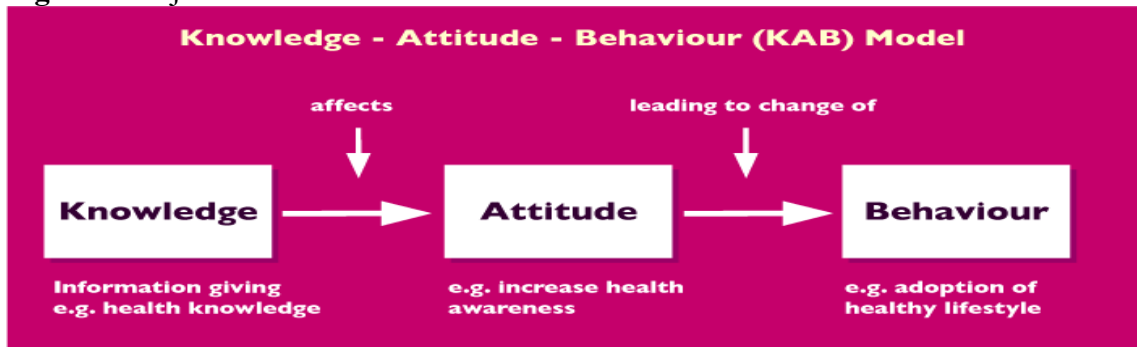 Knowledge - Attitude - Behaviour (KAB) Model
affects
leading to change of
Knowledge
Attitude
Behaviour
Information giving
e.g. health knowledge
e.g. increase health
awareness
e.g. adoption of
healthy lifestyle